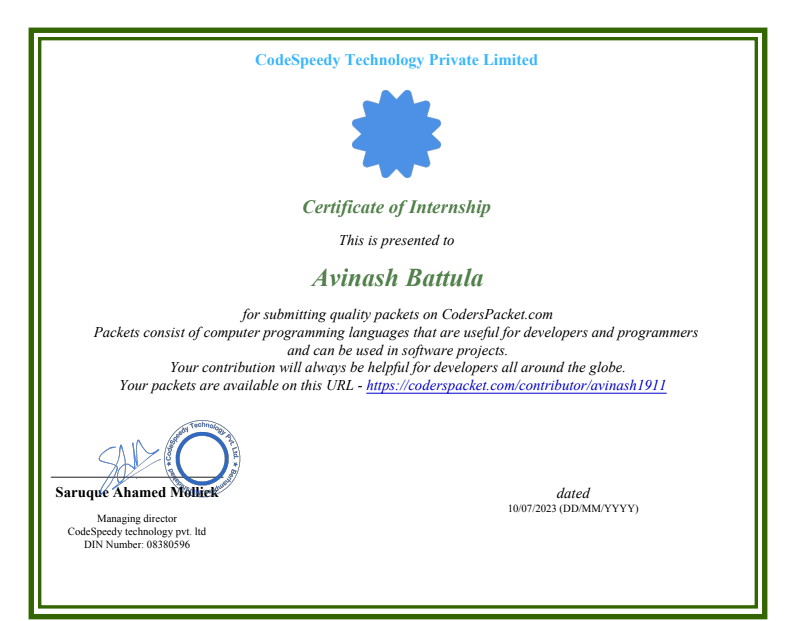 CodeSpeedy Technology Private Limited
Certificate of Internship
This is presented to
Avinash Battula
for submitting quality packets on CodersPacket.com
Packets consist of computer programming languages that are useful for developers and programmers
and can be used in software projects.
Your contribution will always be helpful for developers all around the globe.
Your packets are available on this URL - https://coderspacket.com/contributor/avinash1911
CodeSpeedy Technology Pvt. Ltd.
Saruque Ahamed Mollick
Managing director
CodeSpeedy technology pvt. ltd
DIN Number: 08380596
dated
10/07/2023 (DD/MM/YYYY)